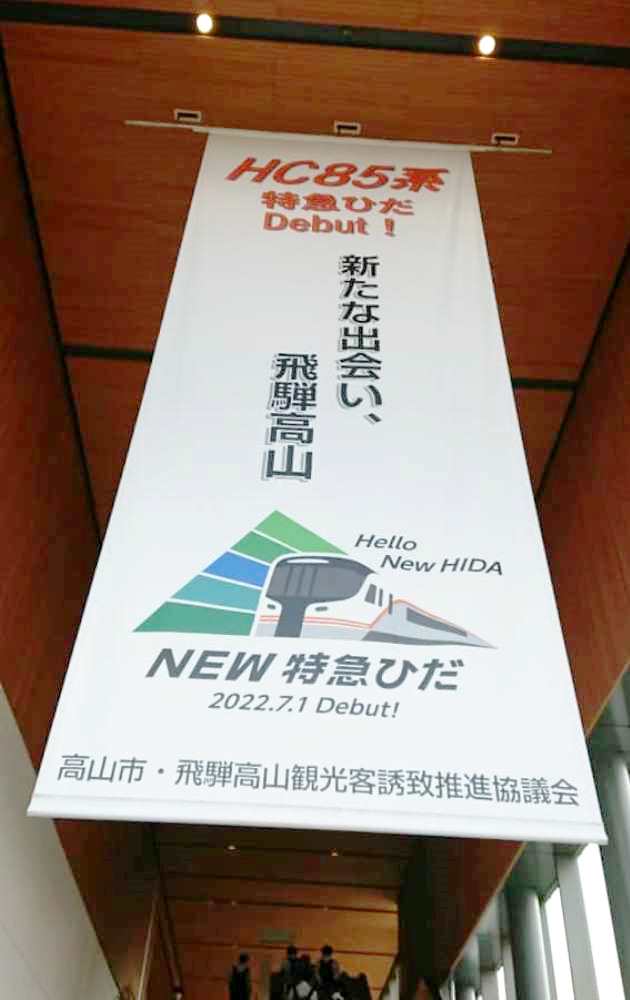 HC85系
特急ひだ
Debut！
新たな出会い、
飛騨高山
Hello
New HIDA
NEW 特急ひだ
2022.7.1 Debut!
高山市・飛騨高山観光客誘致推進協議会